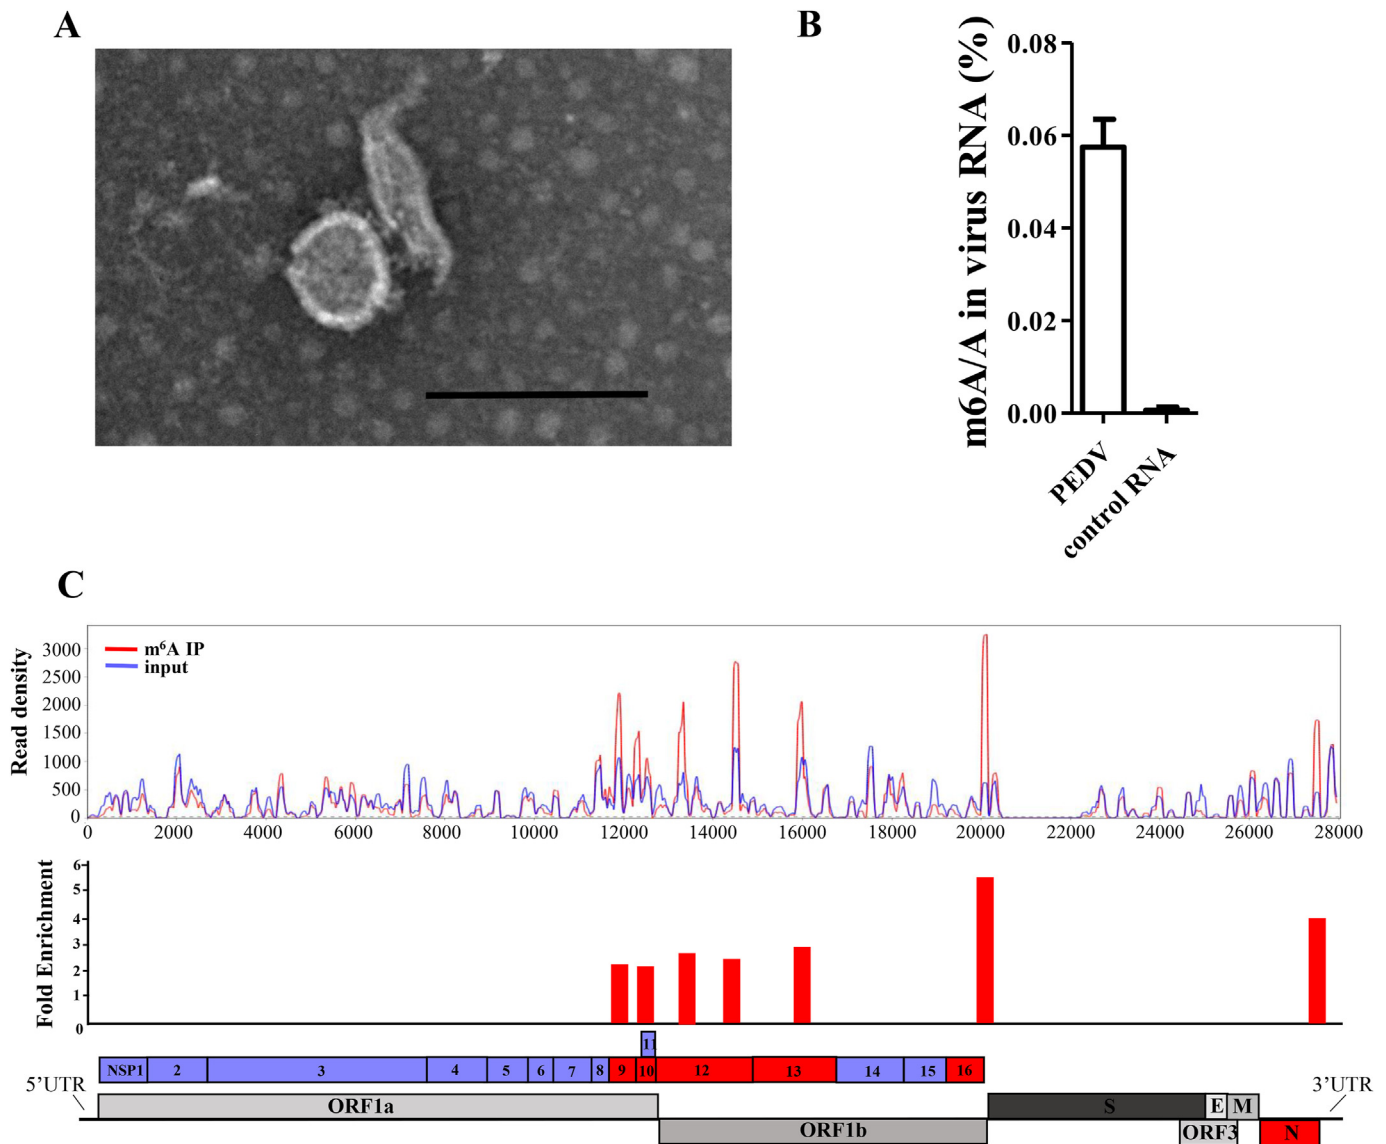 A
B
m6A/A in virus RNA (%)
0.08
0.06
0.04
0.02
0.00
PEDV
control RNA
C
Read density
3000
2500
2000
1500
1000
500
0
m⁶A IP
input
0 2000 4000 6000 8000 10000 12000 14000 16000 18000 20000 22000 24000 26000 28000
Fold Enrichment
6
5
4
3
2
1
0
11
NSP1 2 3 4 5 6 7 8 9 10 12 13 14 15 16
5’UTR
3’UTR
ORF1a
S E M
ORF1b
ORF3 N